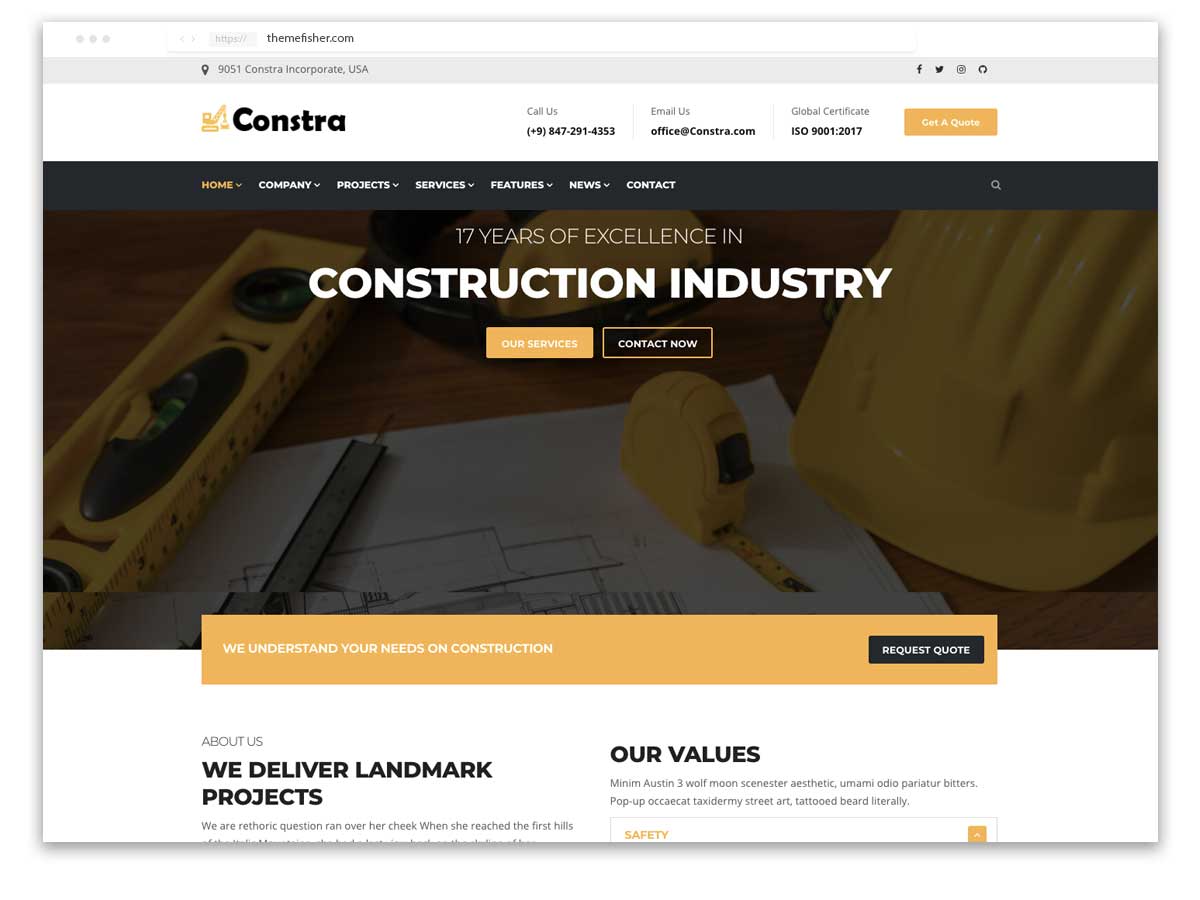 https://
themefisher.com
9051 Constra Incorporate, USA
Constra
Call Us
(+9) 847-291-4353
Email Us
office@Constra.com
Global Certificate
ISO 9001:2017
Get A Quote
HOME
COMPANY
PROJECTS
SERVICES
FEATURES
NEWS
CONTACT
17 YEARS OF EXCELLENCE IN
CONSTRUCTION INDUSTRY
OUR SERVICES
CONTACT NOW
WE UNDERSTAND YOUR NEEDS ON CONSTRUCTION
REQUEST QUOTE
ABOUT US
WE DELIVER LANDMARK
PROJECTS
We are rethoric question ran over her cheek When she reached the first hills
OUR VALUES
Minim Austin 3 wolf moon scenester aesthetic, umami odio pariatur bitters.
Pop-up occaecat taxidermy street art, tattooed beard literally.
SAFETY